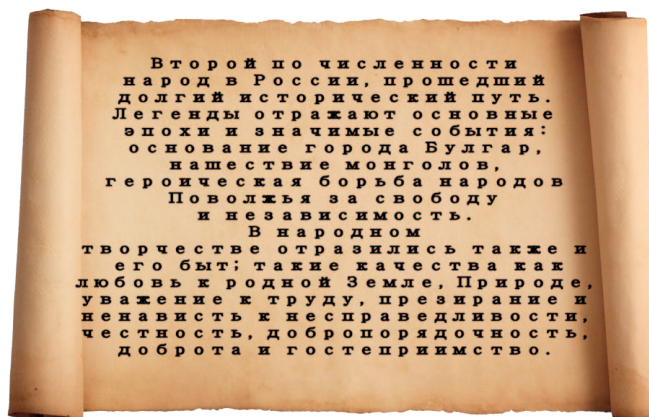 Второй по численности
народ в России, прошедший
долгий исторический путь.
Легенды отражают основные
эпохи и значимые события:
основание города Булгар,
нашествие монголов,
героическая борьба народов
Поволжья за свободу
и независимость.
В народном
творчестве отразились также и
его быт; такие качества как
любовь к родной Земле, Природе,
уважение к труду, презирание и
ненависть к несправедливости,
честность, добропорядочность,
доброта и гостеприимство.